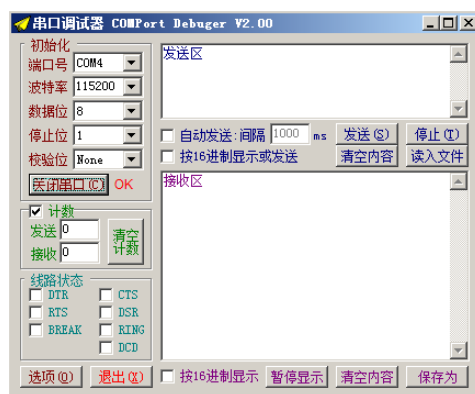 串口调试器 COMPort Debuger V2.00
初始化
端口号 COM4
波特率 115200
数据位 8
停止位 1
校验位 None
关闭串口(C) OK
计数
发送 0
接收 0
清空计数
线路状态
DTR CTS
RTS DSR
BREAK RING
DCD
选项(O) 退出(X)
发送区
自动发送:间隔 1000 ms 发送(S) 停止(T)
按16进制显示或发送 清空内容 读入文件
接收区
按16进制显示 暂停显示 清空内容 保存为